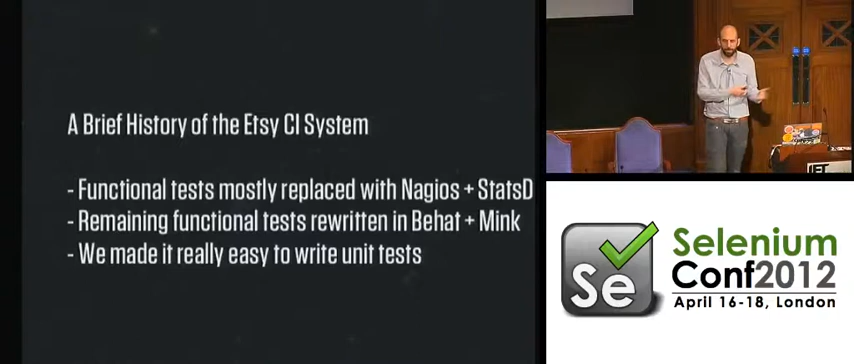 A Brief History of the Etsy CI System
- Functional tests mostly replaced with Nagios + StatsD
- Remaining functional tests rewritten in Behat + Mink
- We made it really easy to write unit tests
IET
Se
Selenium
Conf2012
April 16-18, London